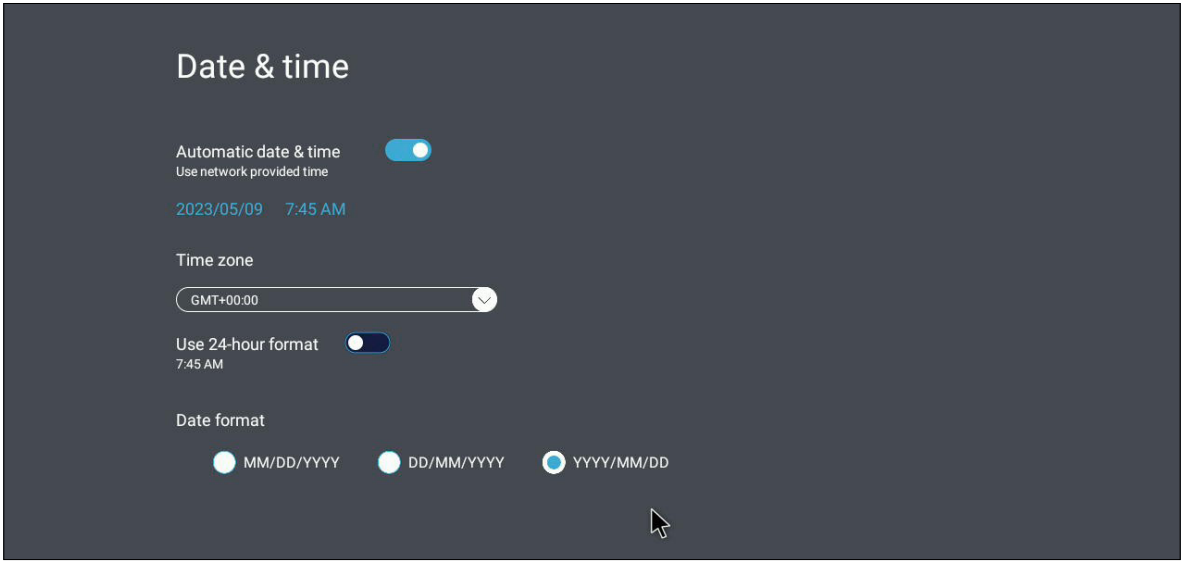 Date & time
Automatic date & time
Use network provided time
2023/05/09 7:45 AM
Time zone
GMT+00:00
Use 24-hour format
7:45 AM
Date format
MM/DD/YYYY DD/MM/YYYY YYYY/MM/DD